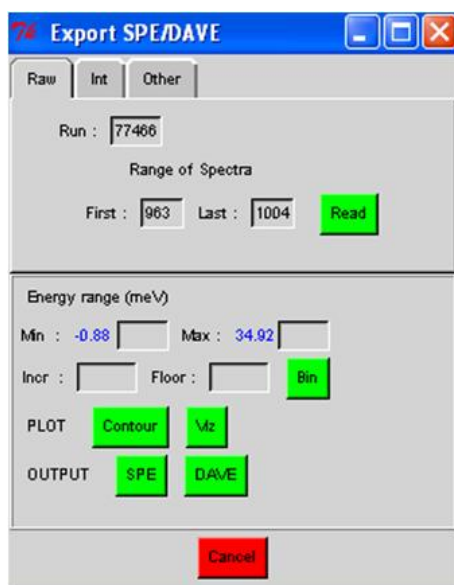 Export SPE/DAVE
Raw Int Other
Run : 77466
Range of Spectra
First : 963 Last : 1004 Read
Energy range (meV)
Min : -0.88 Max : 34.92
Incr : Floor : Bin
PLOT Contour Viz
OUTPUT SPE DAVE
Cancel